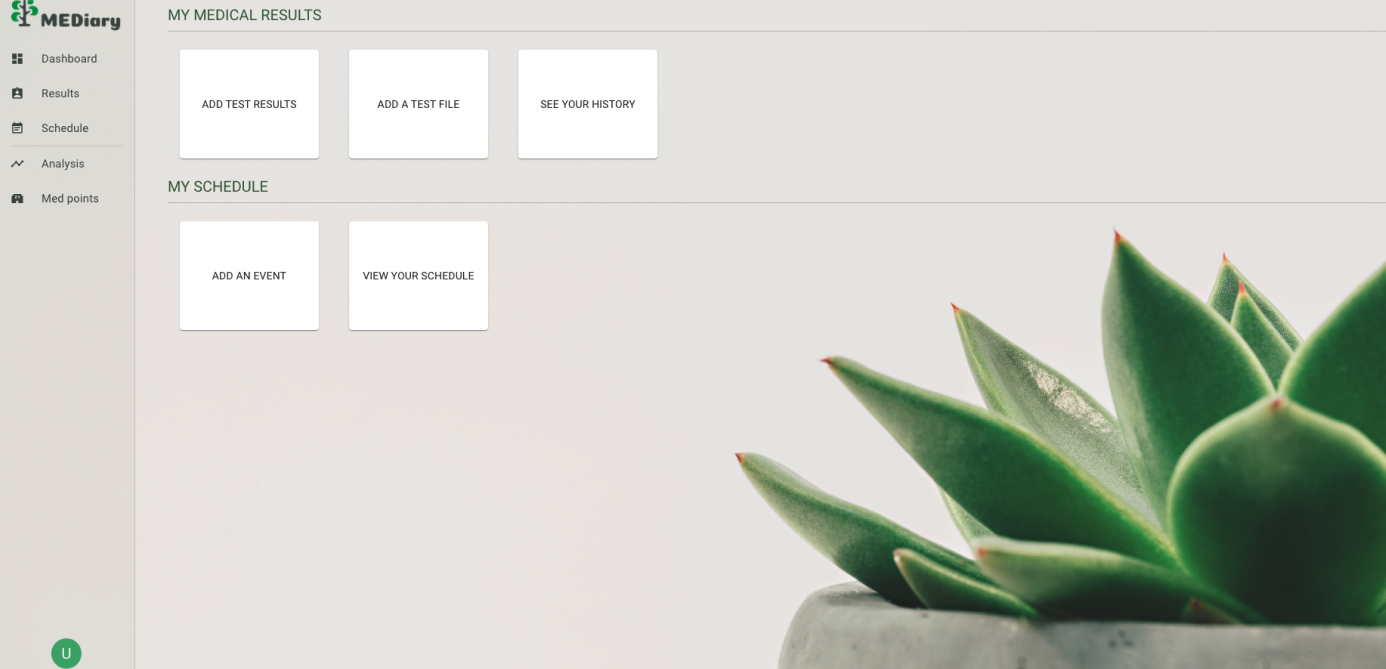 MEDiary
Dashboard
Results
Schedule
Analysis
Med points
U
MY MEDICAL RESULTS
ADD TEST RESULTS
ADD A TEST FILE
SEE YOUR HISTORY
MY SCHEDULE
ADD AN EVENT
VIEW YOUR SCHEDULE